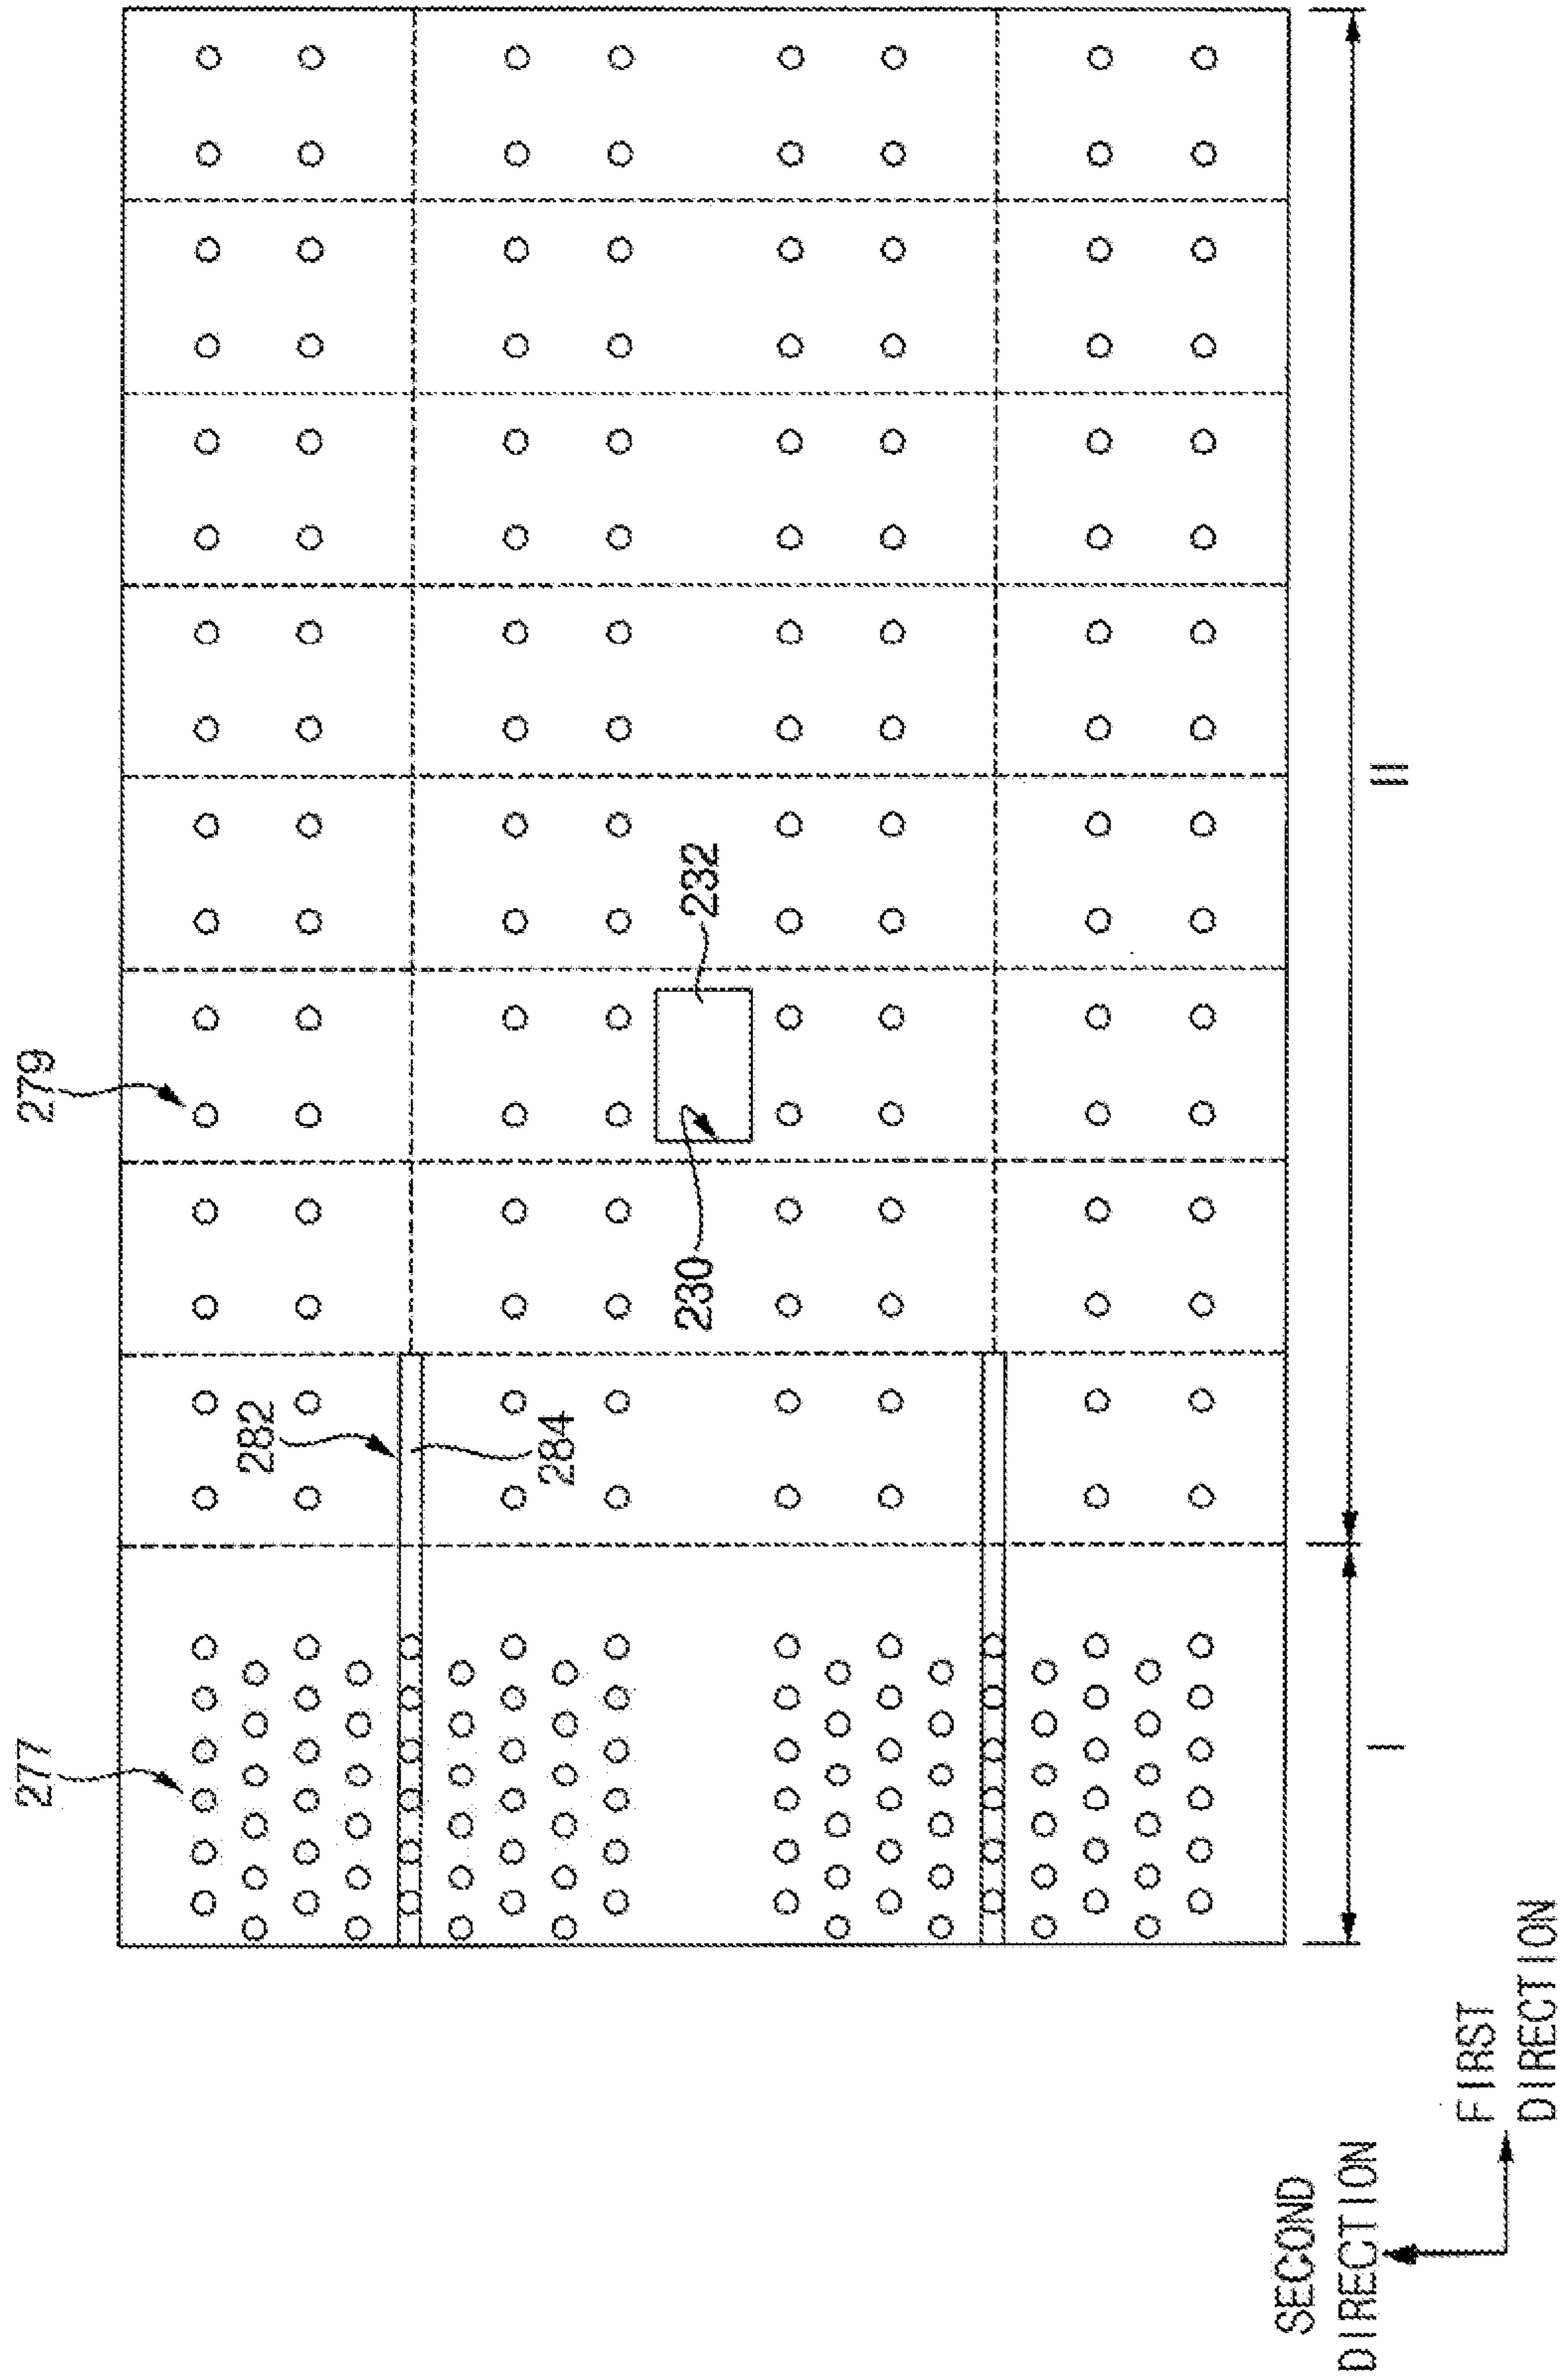 277
279
282
284
230
232
I
II
SECOND
DIRECTION
FIRST
DIRECTION